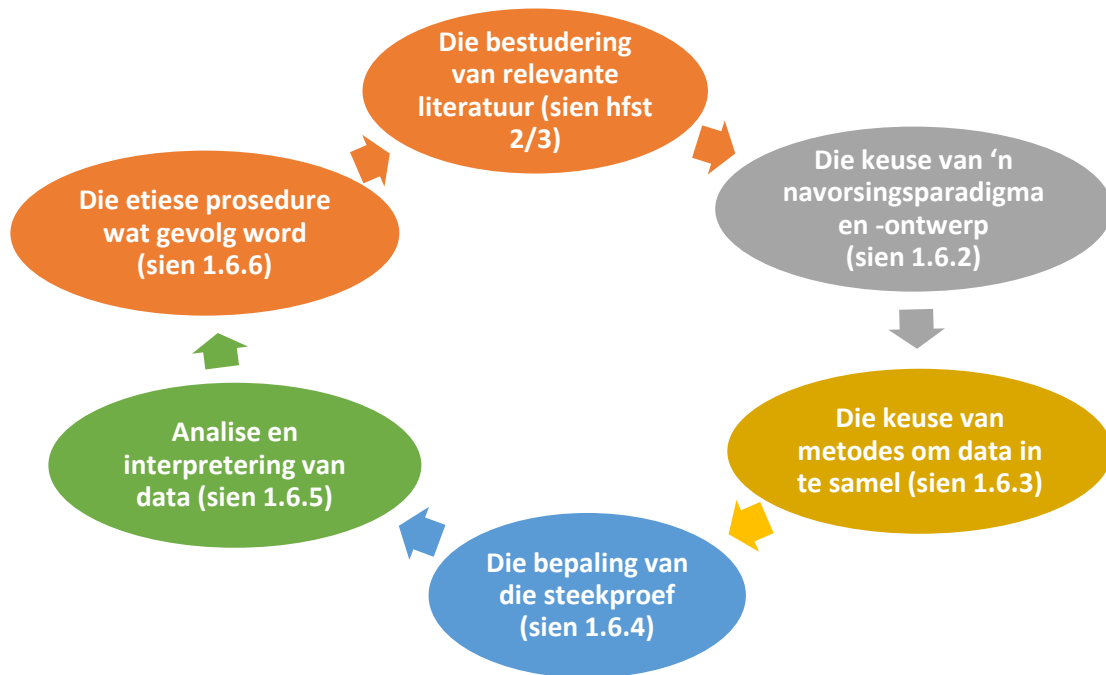 Die bestudering
van relevante
literatuur (sien hfst
2/3)
Die keuse van ‘n
navorsingsparadigma
en -ontwerp
(sien 1.6.2)
Die keuse van
metodes om data in
te samel (sien 1.6.3)
Die bepaling van
die steekproef
(sien 1.6.4)
Analise en
interpretering van
data (sien 1.6.5)
Die etiese prosedure
wat gevolg word
(sien 1.6.6)